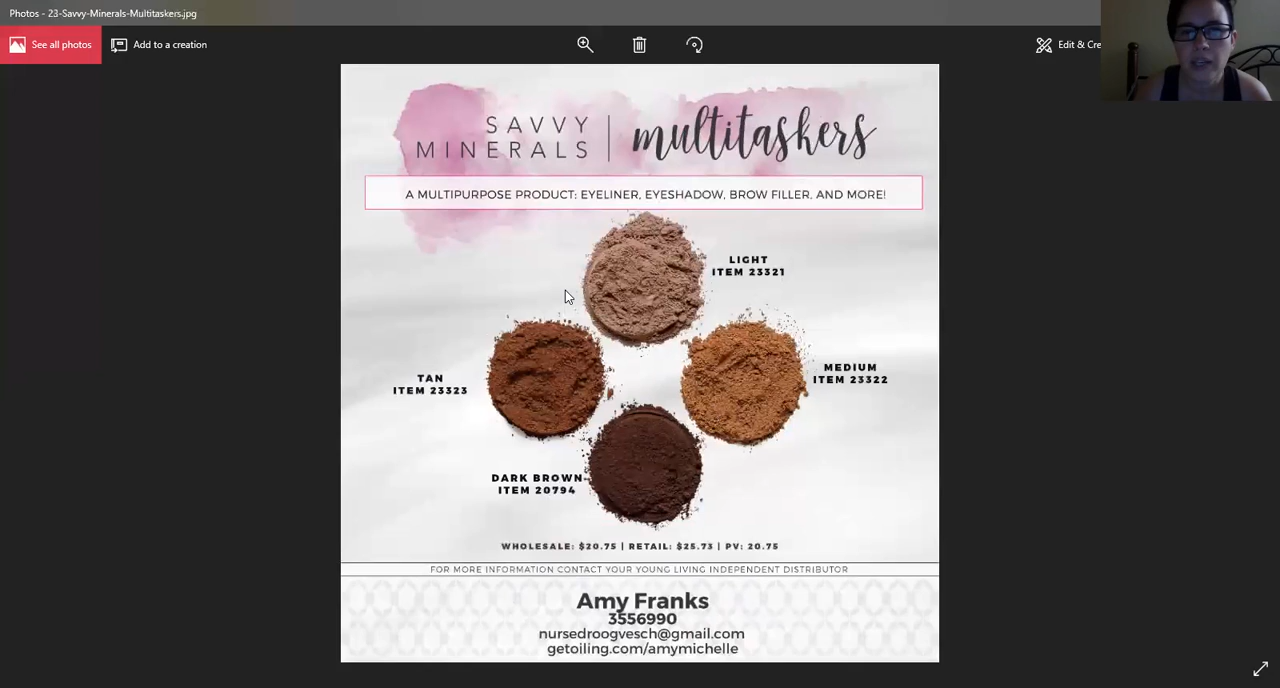 Photos - 23-Savvy-Minerals-Multitaskers.jpg
See all photos
Add to a creation
Edit & Cre
SAVVY
MINERALS
multitaskers
A MULTIPURPOSE PRODUCT: EYELINER, EYESHADOW, BROW FILLER, AND MORE!
LIGHT
ITEM 23321
MEDIUM
ITEM 23322
TAN
ITEM 23323
DARK BROWN
ITEM 20794
WHOLESALE: $20.75 | RETAIL: $25.73 | PV: 20.75
FOR MORE INFORMATION CONTACT YOUR YOUNG LIVING INDEPENDENT DISTRIBUTOR
Amy Franks
3556990
nursedroogvesch@gmail.com
getoiling.com/amymichelle